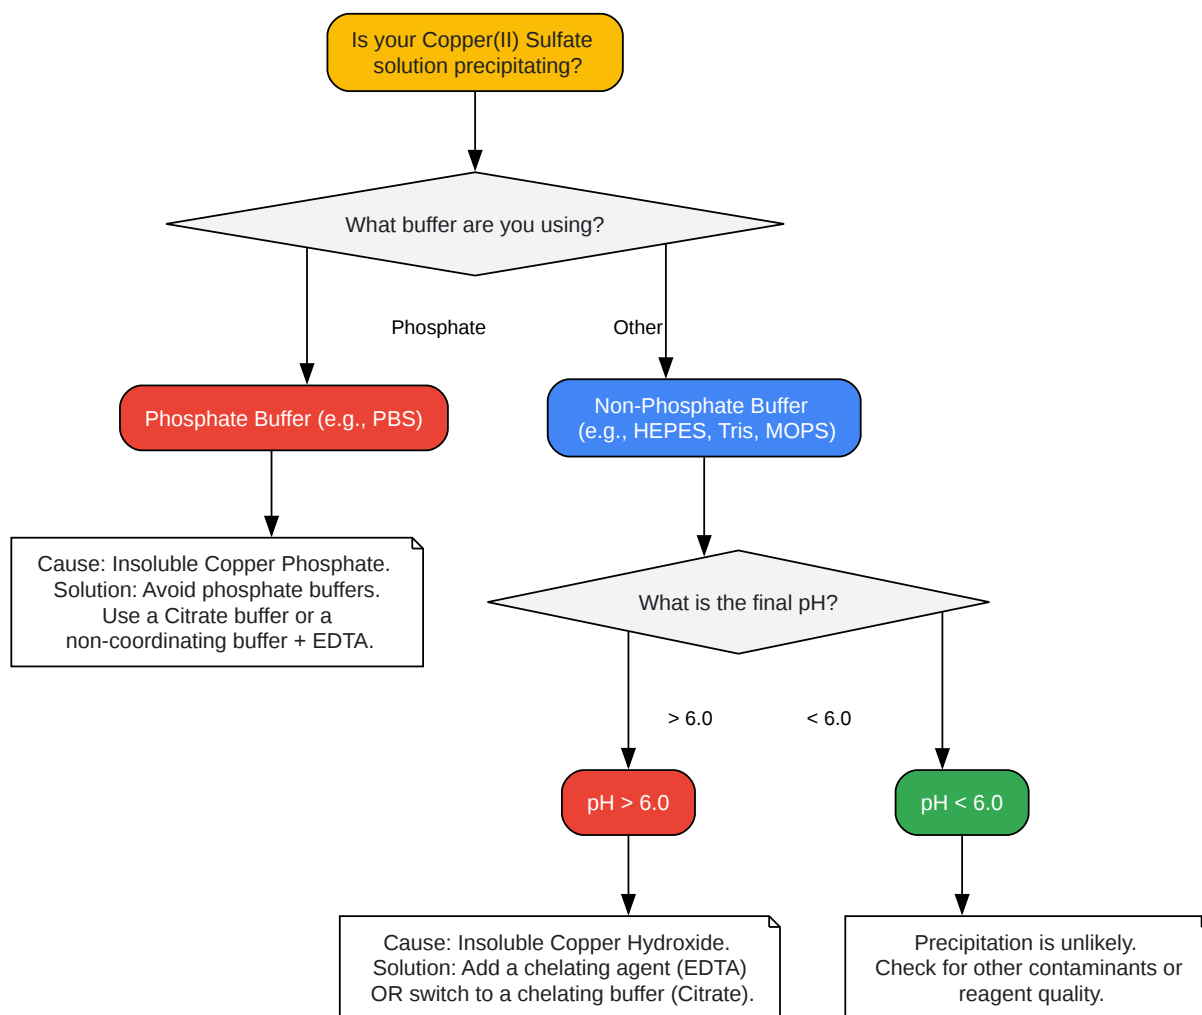 Is your Copper(II) Sulfate
solution precipitating?
What buffer are you using?
Phosphate
Other
Phosphate Buffer (e.g., PBS)
Non-Phosphate Buffer
(e.g., HEPES, Tris, MOPS)
Cause: Insoluble Copper Phosphate.
Solution: Avoid phosphate buffers.
Use a Citrate buffer or a
non-coordinating buffer + EDTA.
What is the final pH?
> 6.0
< 6.0
pH > 6.0
pH < 6.0
Cause: Insoluble Copper Hydroxide.
Solution: Add a chelating agent (EDTA)
OR switch to a chelating buffer (Citrate).
Precipitation is unlikely.
Check for other contaminants or
reagent quality.